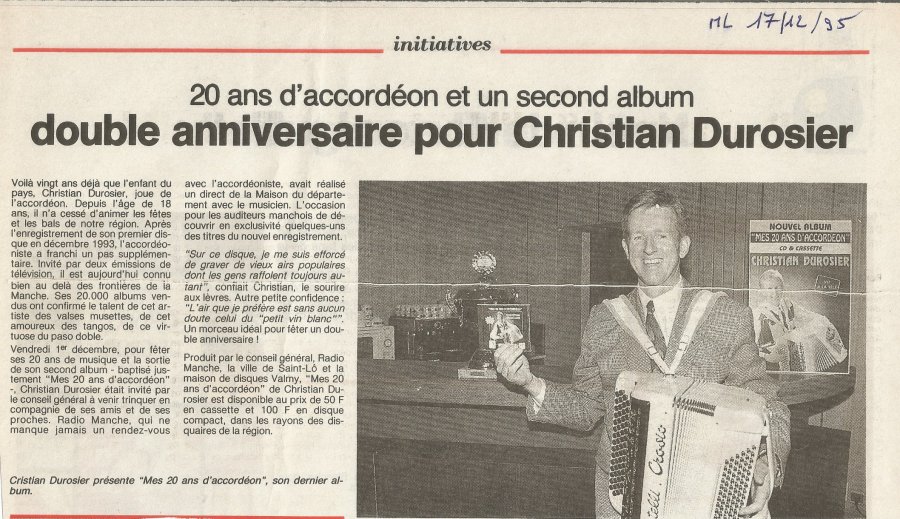 ML 17/12/95
initiatives
20 ans d'accordéon et un second album
double anniversaire pour Christian Durosier
Voilà vingt ans déjà que l'enfant du
pays, Christian Durosier, joue de
l'accordéon. Depuis l'âge de 18
ans, il n'a cessé d'animer les fêtes
et les bals de notre région. Après
l'enregistrement de son premier dis-
que en décembre 1993, l'accordéo-
niste a franchi un pas supplémen-
taire. Invité par deux émissions de
télévision, il est aujourd'hui connu
bien au delà des frontières de la
Manche. Ses 20.000 albums ven-
dus ont confirmé le talent de cet ar-
tiste des valses musettes, de cet
amoureux des tangos, de ce vir-
tuose du paso doble.
Vendredi 1er décembre, pour fêter
ses 20 ans de musique et la sortie
de son second album - baptisé jus-
tement "Mes 20 ans d'accordéon"
-, Christian Durosier était invité par
le conseil général à venir trinquer en
compagnie de ses amis et de ses
proches. Radio Manche, qui ne
manque jamais un rendez-vous
avec l'accordéoniste, avait réalisé
un direct de la Maison du départe-
ment avec le musicien. L'occasion
pour les auditeurs manchois de dé-
couvrir en exclusivité quelques-uns
des titres du nouvel enregistrement.
"Sur ce disque, je me suis efforcé
de graver de vieux airs populaires
dont les gens raffolent toujours au-
tant", confiait Christian, le sourire
aux lèvres. Autre petite confidence :
"L'air que je préfère est sans aucun
doute celui du "petit vin blanc"".
Un morceau idéal pour fêter un dou-
ble anniversaire !
Produit par le conseil général, Radio
Manche, la ville de Saint-Lô et la
maison de disques Valmy, "Mes 20
ans d'accordéon" de Christian Du-
rosier est disponible au prix de 50 F
en cassette et 100 F en disque
compact, dans les rayons des dis-
quaires de la région.
Cristian Durosier présente "Mes 20 ans d'accordéon", son dernier al-
bum.
NOUVEL ALBUM
"MES 20 ANS D'ACCORDEON"
CD & CASSETTE
CHRISTIAN DUROSIER